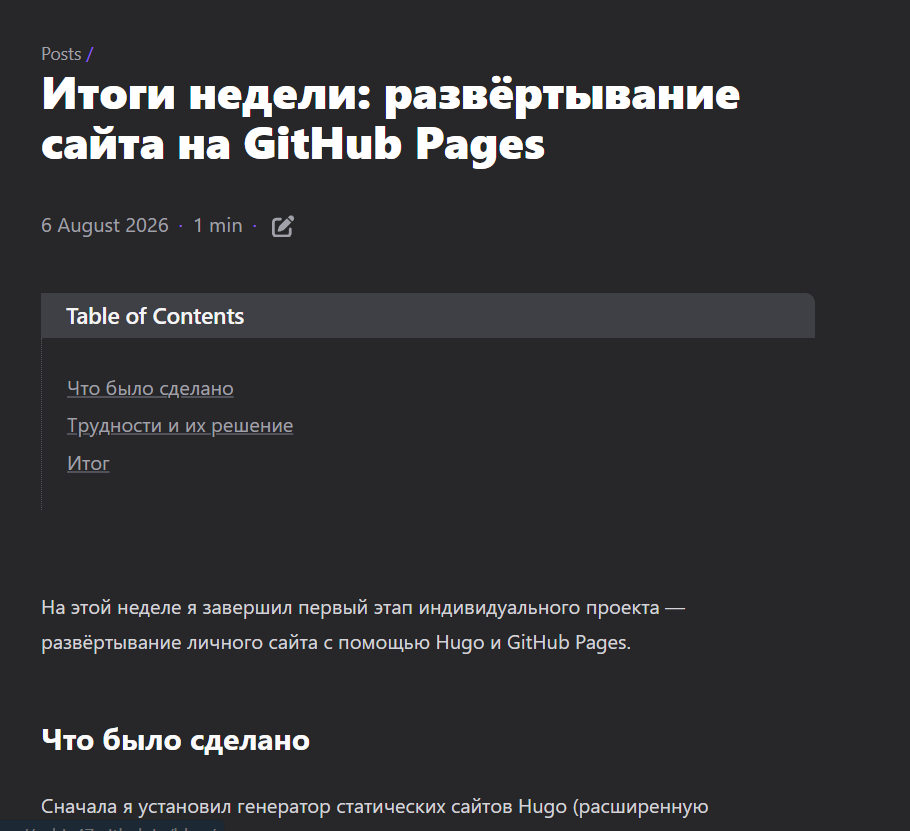 Posts /
Итоги недели: развёртывание
сайта на GitHub Pages
6 August 2026 · 1 min ·
Table of Contents
Что было сделано
Трудности и их решение
Итог
На этой неделе я завершил первый этап индивидуального проекта —
развёртывание личного сайта с помощью Hugo и GitHub Pages.
Что было сделано
Сначала я установил генератор статических сайтов Hugo (расширенную